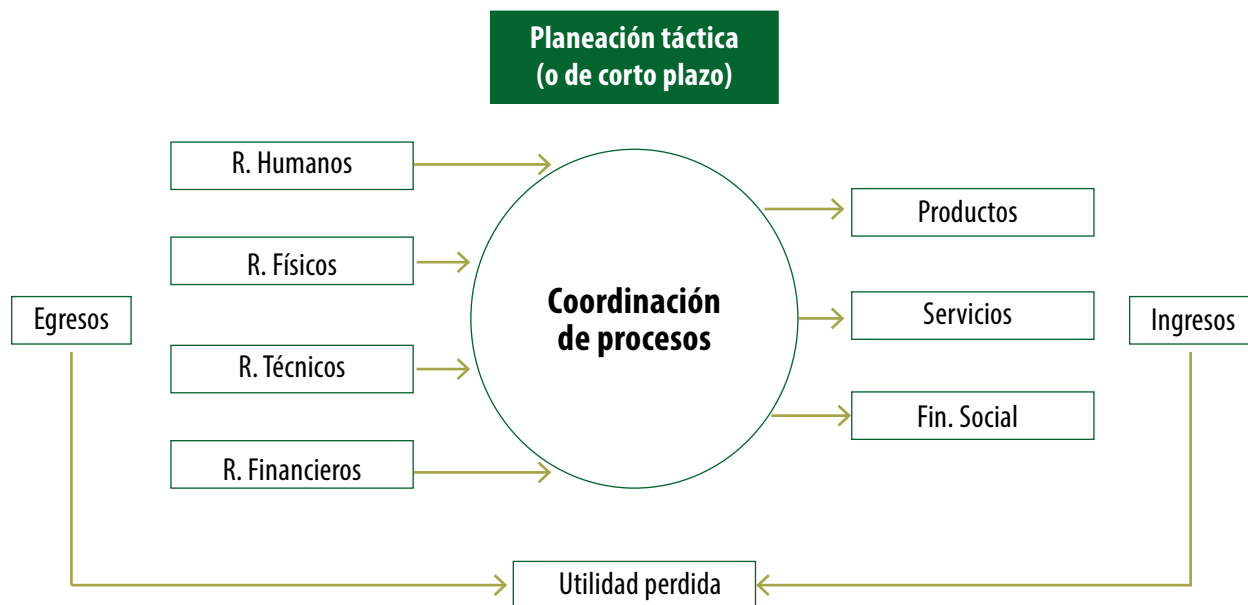 Planeación táctica
(o de corto plazo)
R. Humanos
R. Físicos
R. Técnicos
R. Financieros
Egresos
Coordinación
de procesos
Productos
Servicios
Fin. Social
Ingresos
Utilidad perdida